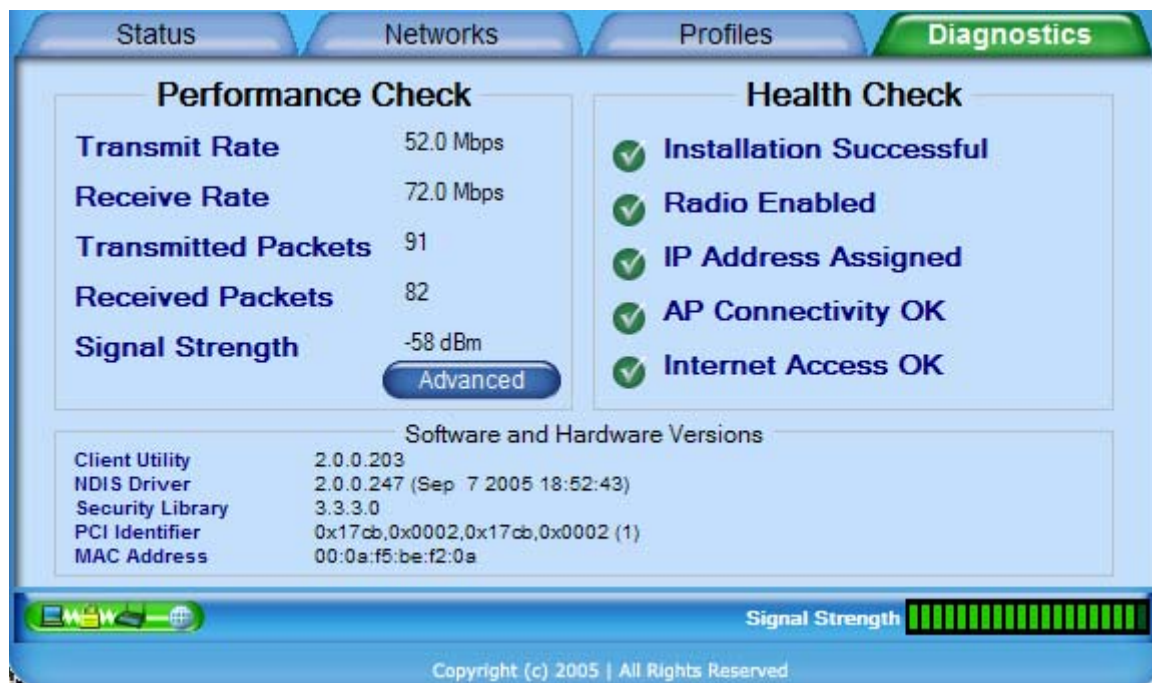 Status Networks Profiles Diagnostics
Performance Check
Transmit Rate 52.0 Mbps
Receive Rate 72.0 Mbps
Transmitted Packets 91
Received Packets 82
Signal Strength -58 dBm
Advanced
Health Check
Installation Successful
Radio Enabled
IP Address Assigned
AP Connectivity OK
Internet Access OK
Software and Hardware Versions
Client Utility 2.0.0.203
NDIS Driver 2.0.0.247 (Sep 7 2005 18:52:43)
Security Library 3.3.3.0
PCI Identifier 0x17cb,0x0002,0x17cb,0x0002 (1)
MAC Address 00:0a:f5:be:f2:0a
Signal Strength
Copyright (c) 2005 | All Rights Reserved